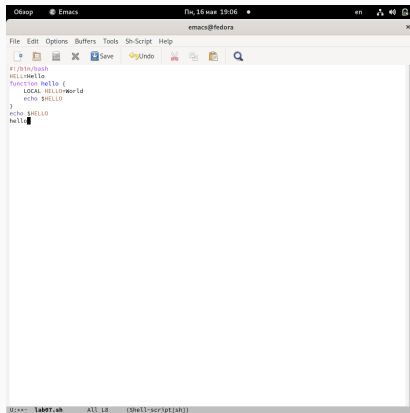 Обзор Emacs Пн, 16 мая 19:06 en
emacs@fedora ×
File Edit Options Buffers Tools Sh-Script Help
Save Undo
#!/bin/bash
HELL=Hello
function hello {
LOCAL HELLO=World
echo $HELLO
}
echo $HELLO
hello
U:**- lab07.sh All L8 (Shell-script[sh])